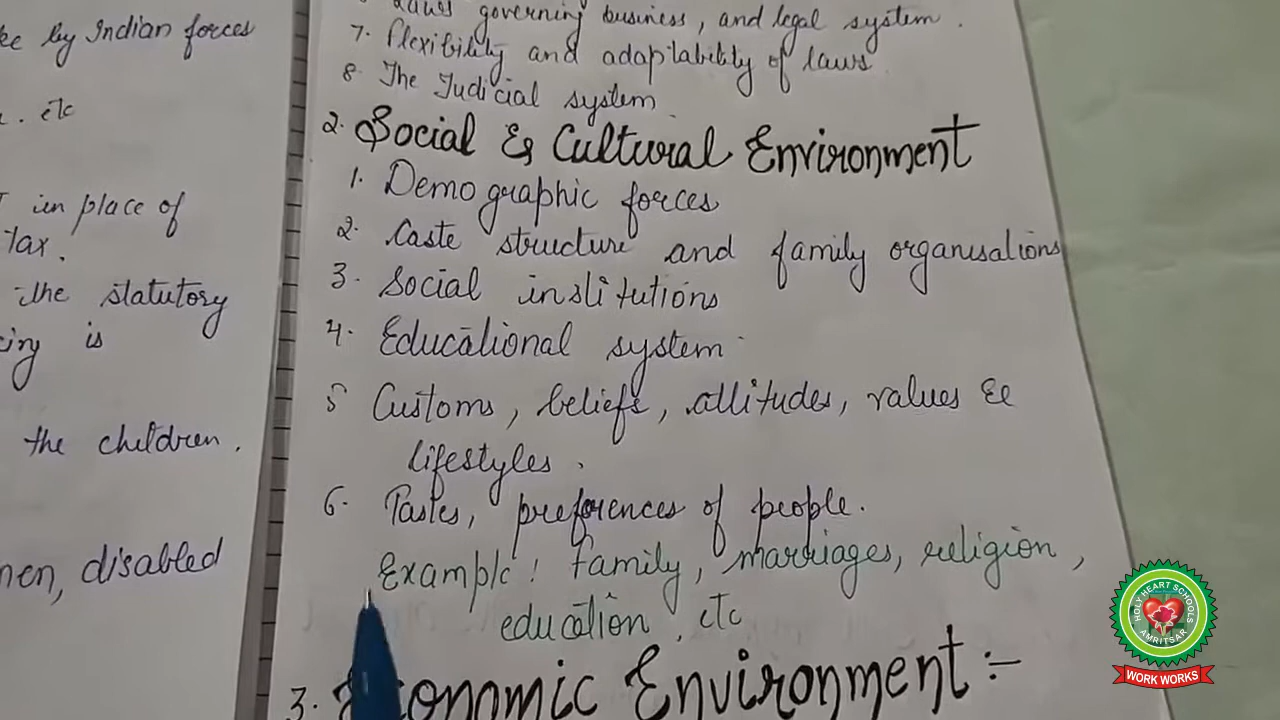 ke by Indian forces
. etc
in place of
Tax.
the statutory
is
the children.
men, disabled
Laws governing business, and legal system.
7. flexibility and adaptability of laws
8. The Judicial system
2. Social & Cultural Environment
1. Demographic forces
2. Caste structure and family organisations
3. Social institutions
4. Educational system
5 Customs, beliefs, attitudes, values &
lifestyles.
6. Tastes, preferences of people.
Example: family, marriages, religion,
education, etc
3. Economic Environment :-
HOLY HEART SCHOOLS
AMRITSAR
WORK WORKS